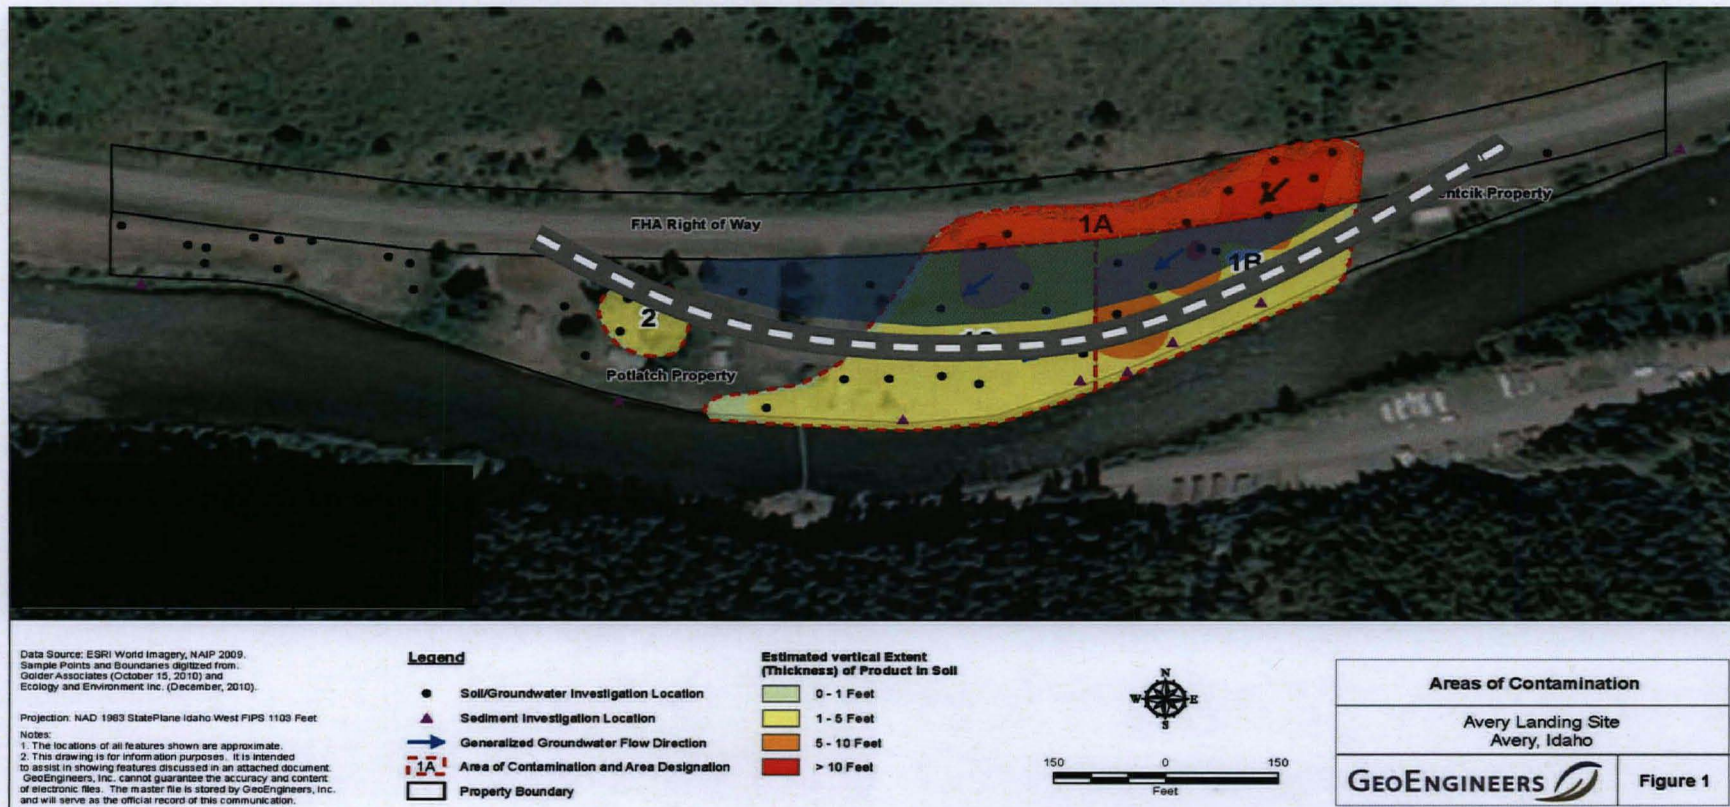 FHA Right of Way
1A
entcik Property
1B
2
Potlatch Property
Data Source: ESRI World Imagery, NAIP 2009.
Sample Points and Boundaries digitized from.
Golder Associates (October 15, 2010) and
Ecology and Environment Inc. (December, 2010).
Projection: NAD 1983 StatePlane Idaho West FIPS 1103 Feet
Notes:
1. The locations of all features shown are approximate.
2. This drawing is for information purposes. It is intended
to assist in showing features discussed in an attached document.
GeoEngineers, Inc. cannot guarantee the accuracy and content
of electronic files. The master file is stored by GeoEngineers, Inc.
and will serve as the official record of this communication.
Legend
Soil/Groundwater Investigation Location
Sediment Investigation Location
Generalized Groundwater Flow Direction
1A Area of Contamination and Area Designation
Property Boundary
Estimated vertical Extent
(Thickness) of Product in Soil
0 - 1 Feet
1 - 5 Feet
5 - 10 Feet
> 10 Feet
N
W E
S
150 0 150
Feet
Areas of Contamination
Avery Landing Site
Avery, Idaho
GEOENGINEERS
Figure 1